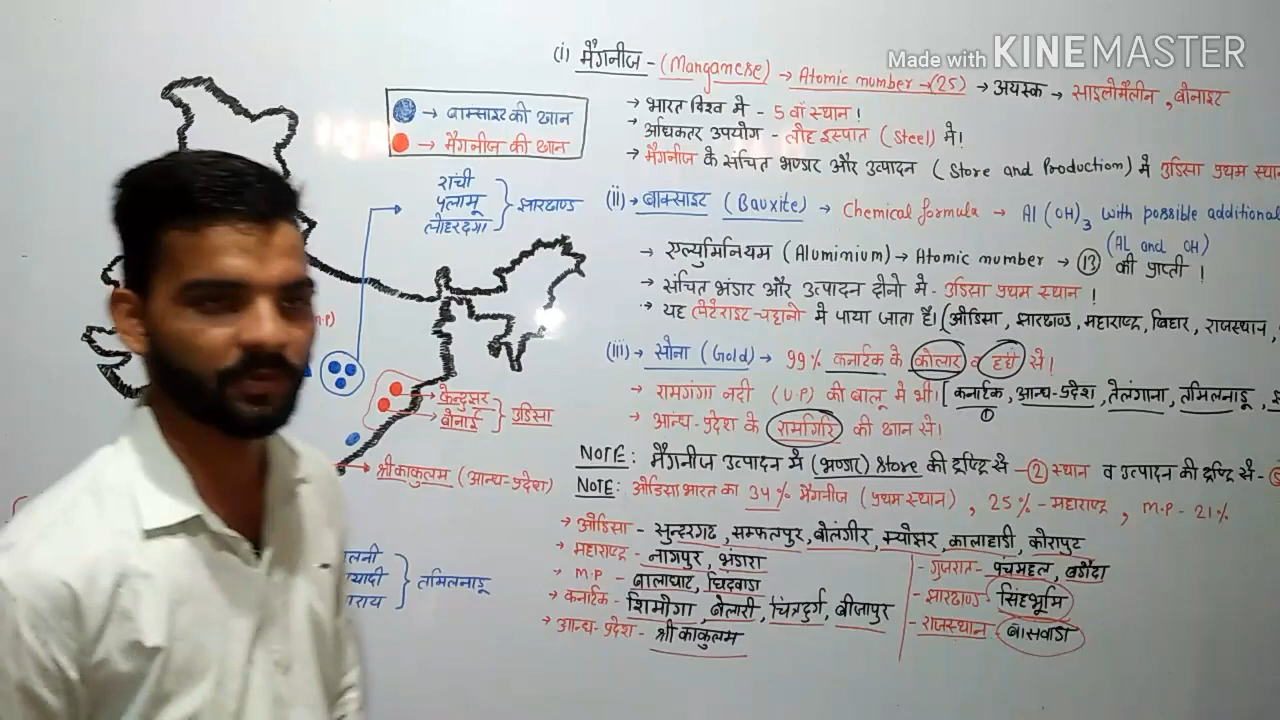 Made with KINEMASTER
(i) मैंगनीज - (Manganese) → Atomic number → (25) → अयस्क → साइलोमैलीन, बौनाइट
→ भारत विश्व में - 5 वाँ स्थान !
→ अधिकतर उपयोग - लौह इस्पात (Steel) में।
→ मैंगनीज के संचित भण्डार और उत्पादन (Store and Production) में उडिसा प्रथम स्थान
→ बाक्साइट की खान
→ मैंगनीज की खान
रांची
पलामू
लोहरदगा
झारखण्ड
(ii) → बाक्साइट (Bauxite) → Chemical formula → Al(OH)3 with possible additional
(AL and OH)
→ एल्युमिनियम (Aluminium) → Atomic number → 13 की प्राप्ती !
→ संचित भंडार और उत्पादन दोनो में - उडिसा प्रथम स्थान !
→ यह लेटैराइट-चट्टानो में पाया जाता है। (औडिसा, झारखण्ड, महाराष्ट्र, बिहार, राजस्थान,
(iii) → सोना (Gold) → 99% कर्नाटक के कोलार व हट्टी से।
→ रामगंगा नदी (U.P) की बालू में भी। [कर्नाटक, आन्ध्र-प्रदेश, तेलंगाना, तमिलनाडू,
①
→ आंन्ध-प्रदेश के रामगिरि की खान से।
केन्दुझर
बौनाई
उडिसा
→ श्रीकाकुलम (आन्ध-प्रदेश)
NOTE: मैंगनीज उत्पादन में (भण्डार) Store की द्रष्टि से - ② स्थान व उत्पादन की द्रष्टि से -
NOTE: ओडिसा भारत का 34% मैंगनीज (प्रथम स्थान), 25% - महाराष्ट्र, M.P - 21%
→ ओडिसा - सुन्दरगढ, सम्फलपुर, बोलंगीर, क्योंझर, कालाहांडी, कोरापुट
→ महाराष्ट्र - नागपुर, भंडारा
→ M.P - बालाघाट, छिंदवाडा
→ कर्नाटक - शिमोगा, बेलारी, चित्रदुर्ग, बीजापुर
→ आन्ध-प्रदेश - श्रीकाकुलम
- गुजरात - पंचमहल, बडौदा
- झारखण्ड - सिंहभूमि
- राजस्थान - बांसवाडा
तमिलनाडू